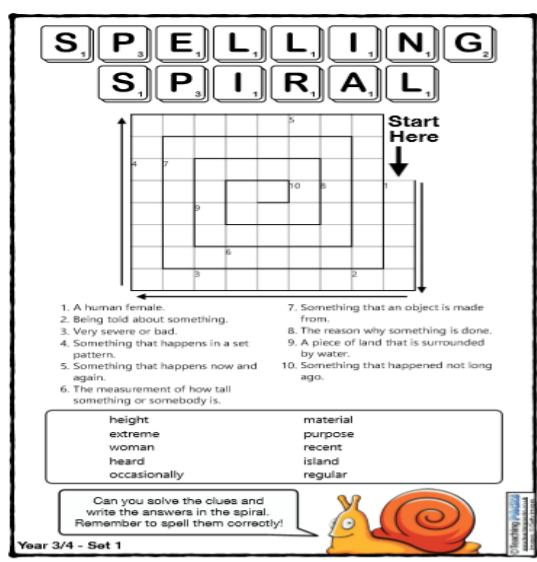 SPELLING
SPIRAL
Start
Here
5
4 7
10 8 1
9
6
3 2
1. A human female.
2. Being told about something.
3. Very severe or bad.
4. Something that happens in a set
pattern.
5. Something that happens now and
again.
6. The measurement of how tall
something or somebody is.
7. Something that an object is made
from.
8. The reason why something is done.
9. A piece of land that is surrounded
by water.
10. Something that happened not long
ago.
height
extreme
woman
heard
occasionally
material
purpose
recent
island
regular
Can you solve the clues and
write the answers in the spiral.
Remember to spell them correctly!
Year 3/4 - Set 1